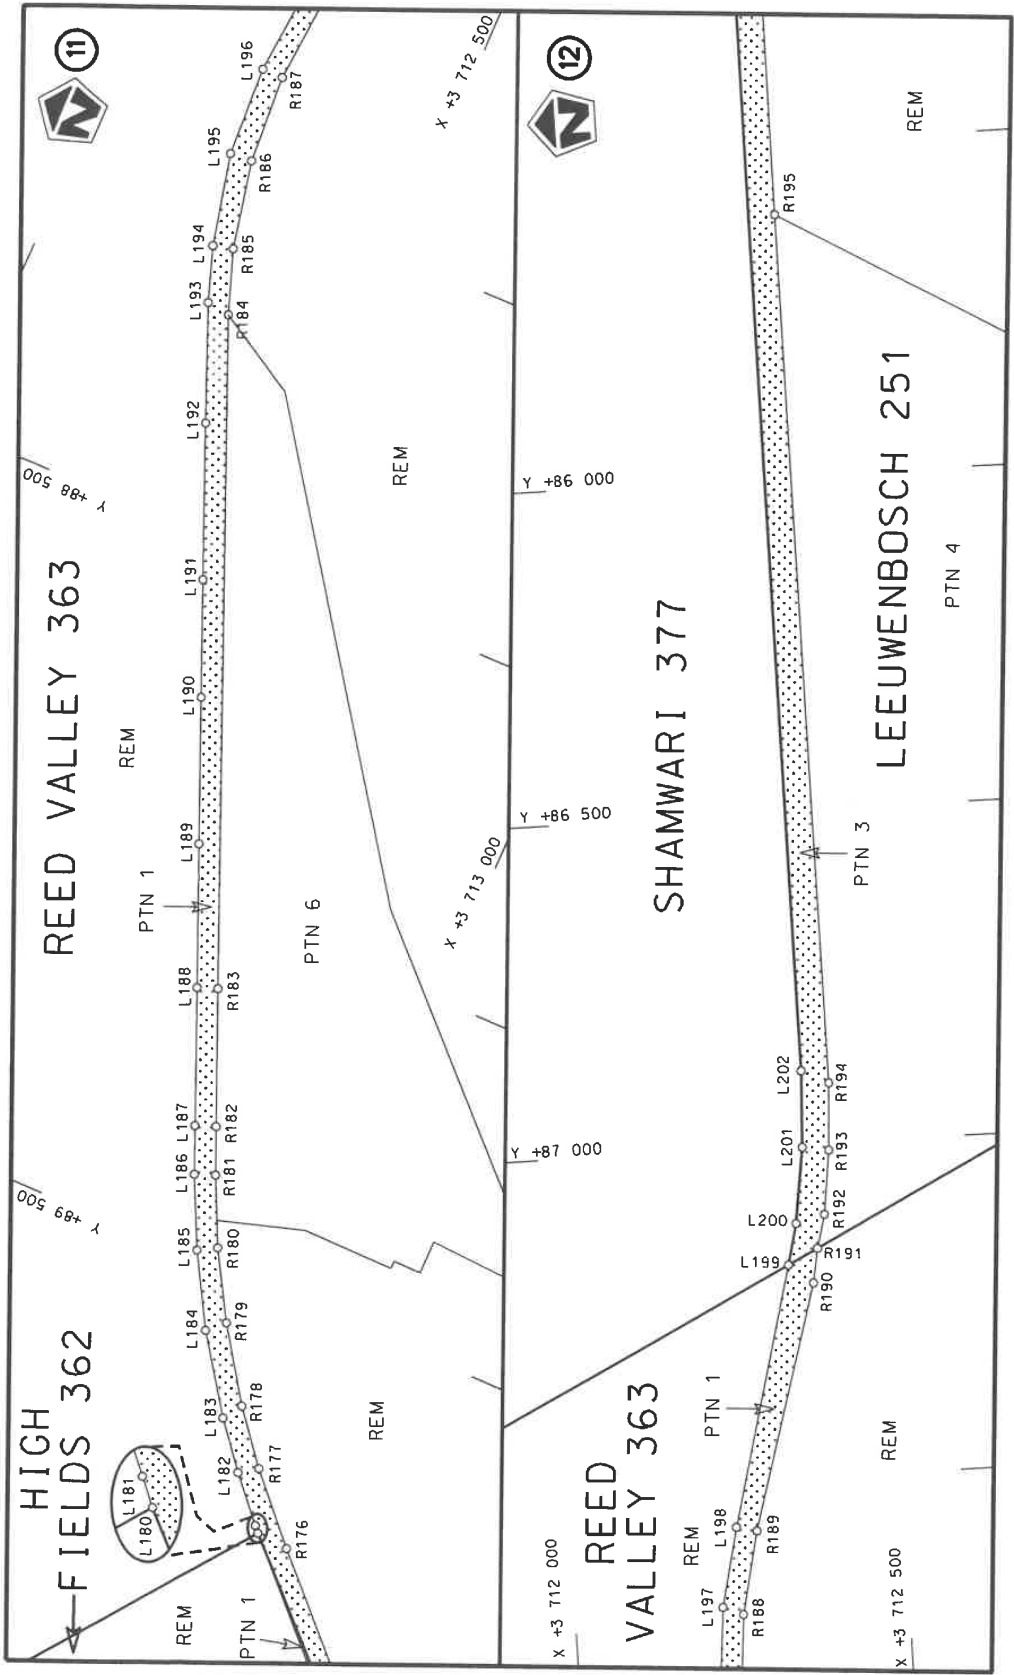 11
HIGH
FIELDS 362
REED VALLEY 363
REM
PTN 1
REM
PTN 1
PTN 6
REM
REM
L180
L181
L182
L183
L184
L185
L186
L187
L188
L189
L190
L191
L192
L193
L194
L195
L196
R176
R177
R178
R179
R180
R181
R182
R183
R184
R185
R186
R187
Y +89 500
Y +88 500
X +3 713 000
X +3 712 500
N
12
REED
VALLEY 363
REM
PTN 1
REM
SHAMWARI 377
PTN 3
LEEUWENBOSCH 251
PTN 4
REM
L197
L198
L199
L200
L201
L202
R188
R189
R190
R191
R192
R193
R194
R195
X +3 712 000
X +3 712 500
Y +87 000
Y +86 500
Y +86 000
N